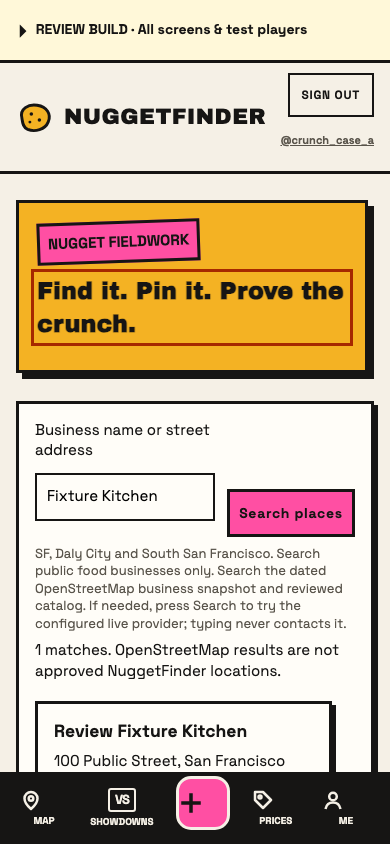 REVIEW BUILD · All screens & test players
NUGGETFINDER
SIGN OUT
@crunch_case_a
NUGGET FIELDWORK
Find it. Pin it. Prove the
crunch.
Business name or street
address
Fixture Kitchen
Search places
SF, Daly City and South San Francisco. Search
public food businesses only. Search the dated
OpenStreetMap business snapshot and reviewed
catalog. If needed, press Search to try the
configured live provider; typing never contacts it.
1 matches. OpenStreetMap results are not
approved NuggetFinder locations.
Review Fixture Kitchen
100 Public Street, San Francisco
MAP
VS
SHOWDOWNS
PRICES
ME